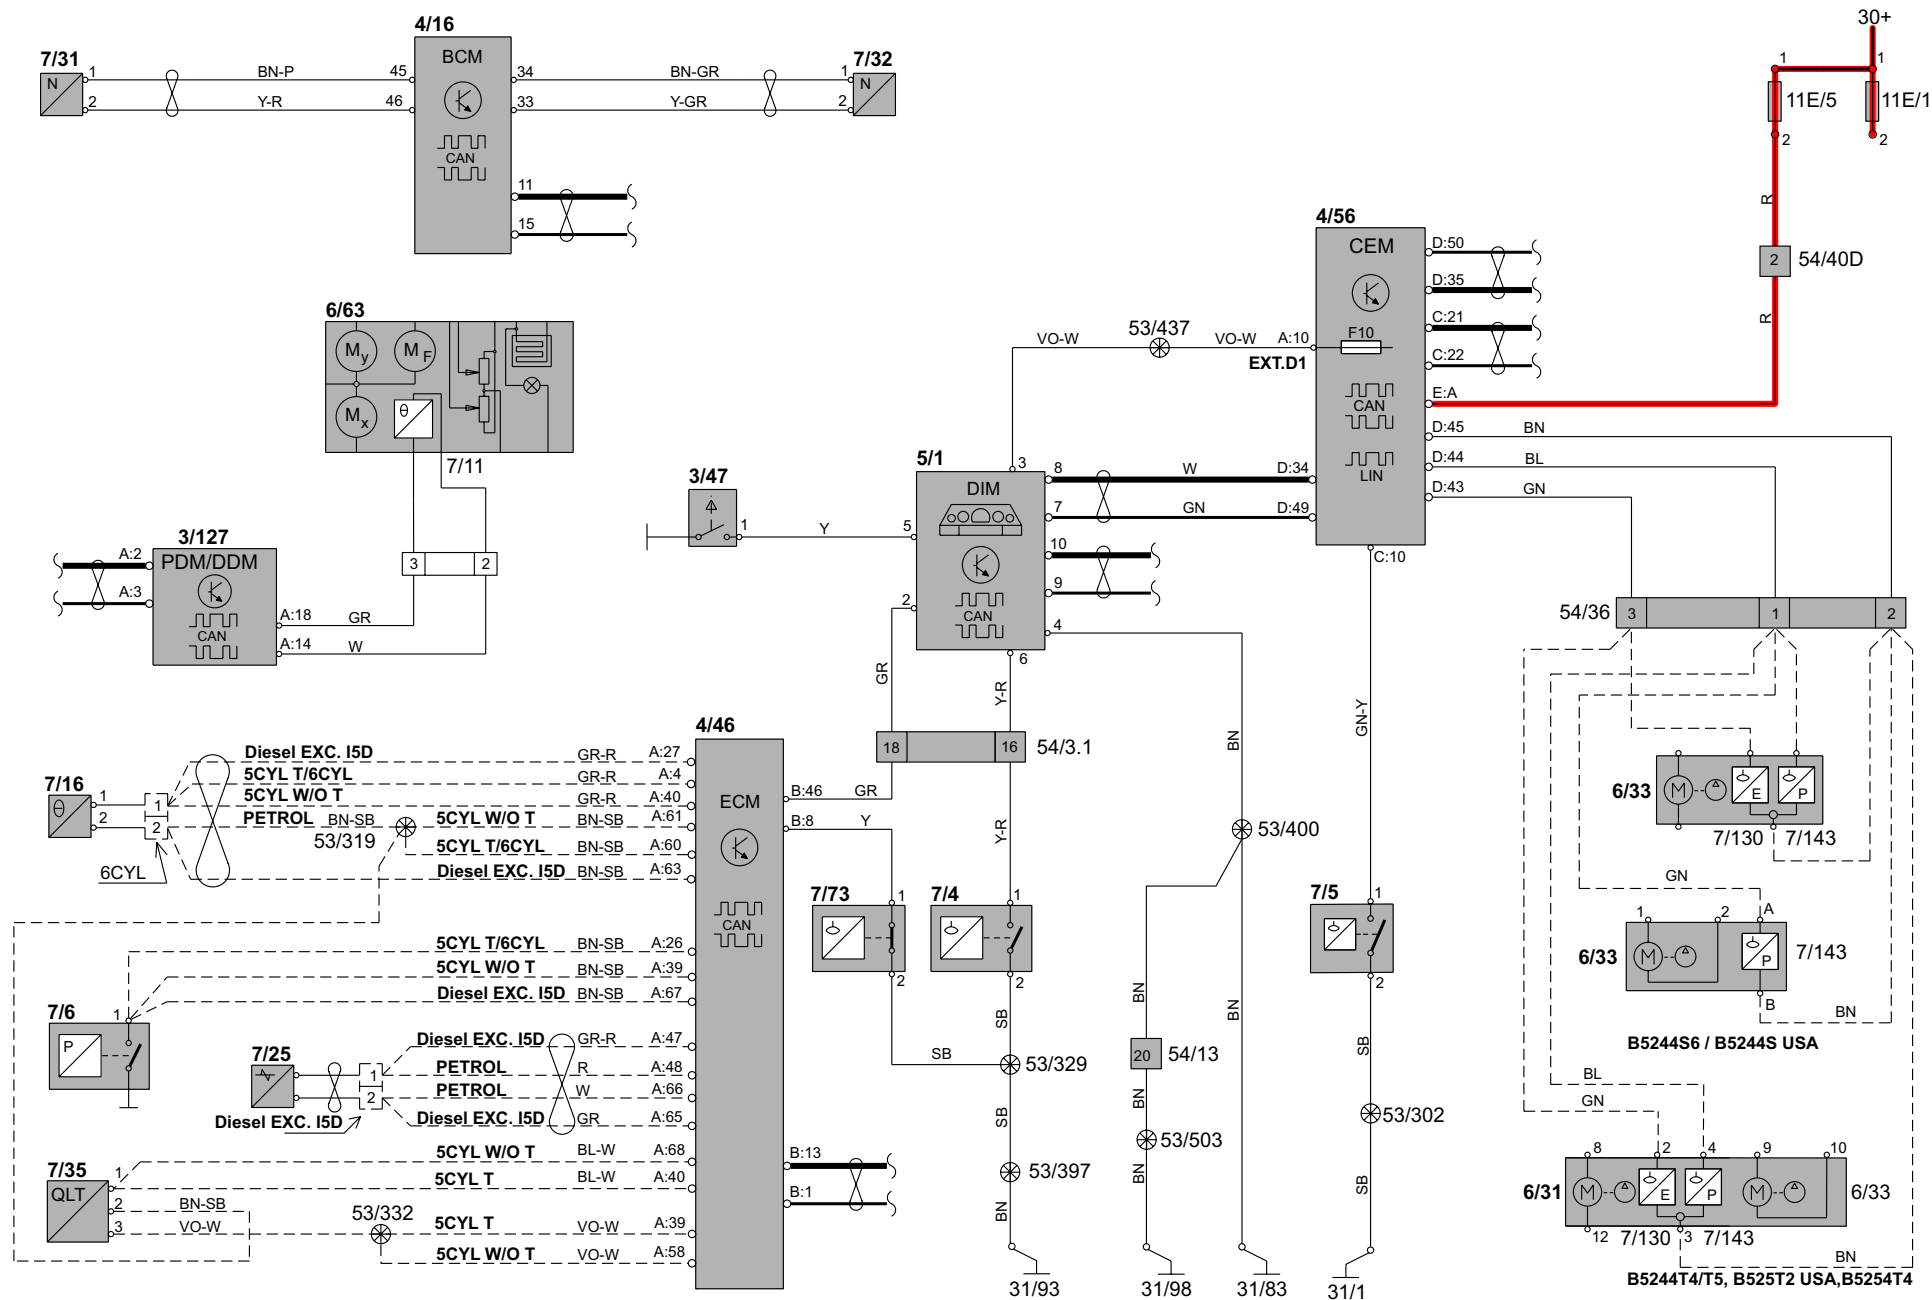 4/16
7/31
1
2
N
BN-P
Y-R
45
46
BCM
CAN
34
33
BN-GR
Y-GR
1
2
7/32
N
11
15
30+
1
1
11E/5
11E/1
2
2
R
2
54/40D
R
4/56
CEM
D:50
D:35
C:21
C:22
E:A
D:45
BN
D:44
BL
D:43
GN
F10
CAN
LIN
53/437
VO-W
VO-W
A:10
EXT.D1
C:10
6/63
My
MF
Mx
θ
7/11
3
2
3/127
PDM/DDM
CAN
A:2
A:3
A:18
GR
A:14
W
3/47
1
Y
5
5/1
3
DIM
CAN
8
W
D:34
7
GN
D:49
10
9
2
4
6
GR
Y-R
18
16
54/3.1
54/36
3
1
2
4/46
ECM
CAN
7/16
θ
1
2
1
2
6CYL
Diesel EXC. I5D
GR-R
A:27
5CYL T/6CYL
GR-R
A:4
5CYL W/O T
GR-R
A:40
PETROL
BN-SB
53/319
5CYL W/O T
BN-SB
A:61
5CYL T/6CYL
BN-SB
A:60
Diesel EXC. I5D
BN-SB
A:63
5CYL T/6CYL
BN-SB
A:26
5CYL W/O T
BN-SB
A:39
Diesel EXC. I5D
BN-SB
A:67
7/6
1
P
7/25
1
2
Diesel EXC. I5D
Diesel EXC. I5D
GR-R
A:47
PETROL
R
A:48
PETROL
W
A:66
Diesel EXC. I5D
GR
A:65
7/35
QLT
1
2
3
BN-SB
VO-W
53/332
5CYL W/O T
BL-W
A:68
5CYL T
BL-W
A:40
5CYL T
VO-W
A:39
5CYL W/O T
VO-W
A:58
B:46
GR
B:8
Y
B:13
B:1
7/73
1
2
7/4
1
2
Y-R
SB
SB
53/329
SB
53/397
BN
31/93
BN
53/400
BN
20
54/13
BN
53/503
BN
31/98
BN
31/83
GN-Y
7/5
1
2
SB
53/302
SB
31/1
6/33
M
E
P
7/130
7/143
GN
6/33
1
2
A
M
P
7/143
B
BN
B5244S6 / B5244S USA
BL
GN
8
2
4
9
10
6/31
M
E
P
M
6/33
12
7/130
3
7/143
BN
B5244T4/T5, B525T2 USA,B5254T4